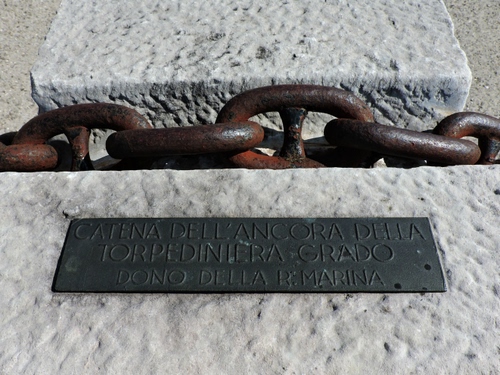 CATENA DELL'ANCORA DELLA
TORPEDINIERA GRADO
DONO DELLA R. MARINA